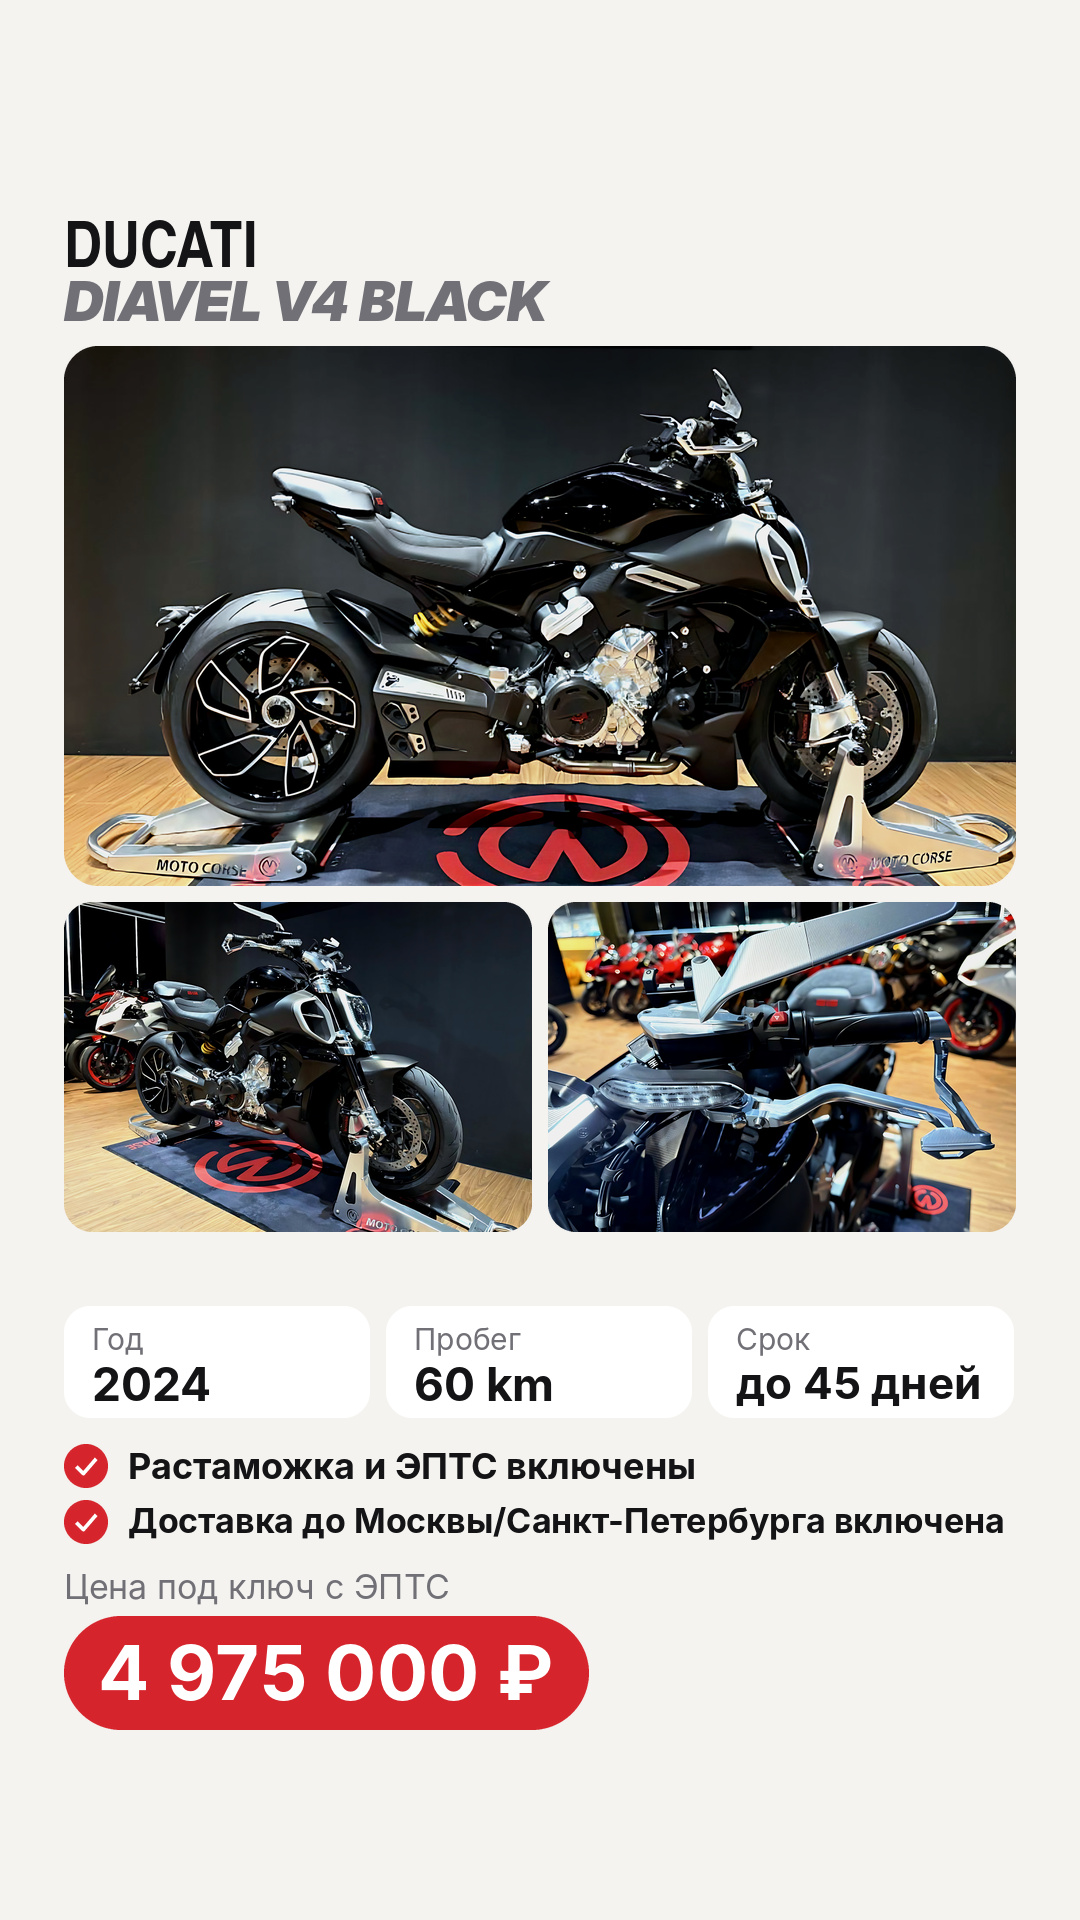 DUCATI
DIAVEL V4 BLACK
MOTO CORSE
MOTO CORSE
Год
2024
Пробег
60 km
Срок
до 45 дней
Растаможка и ЭПТС включены
Доставка до Москвы/Санкт-Петербурга включена
Цена под ключ с ЭПТС
4 975 000 ₽